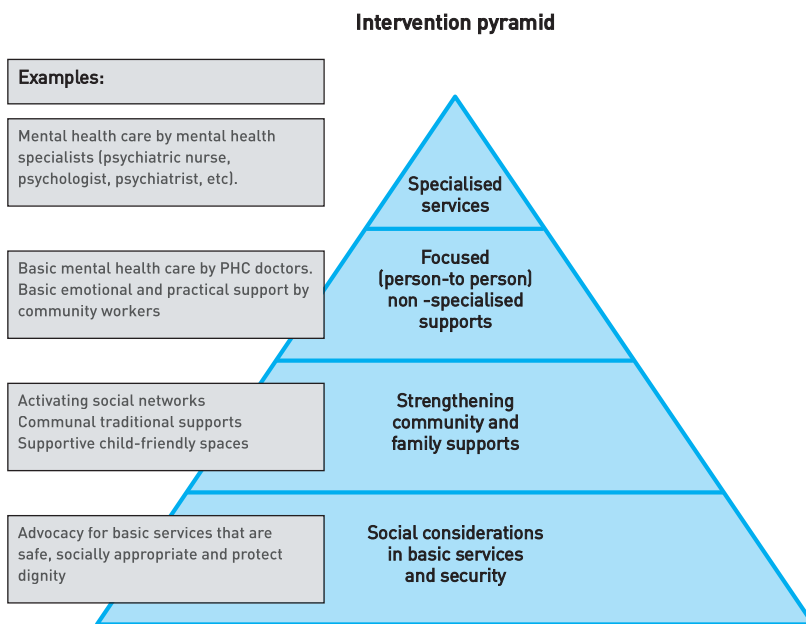 Intervention pyramid
Examples:
Mental health care by mental health
specialists (psychiatric nurse,
psychologist, psychiatrist, etc).
Specialised
services
Basic mental health care by PHC doctors.
Basic emotional and practical support by
community workers
Focused
(person-to person)
non -specialised
supports
Activating social networks
Communal traditional supports
Supportive child-friendly spaces
Strengthening
community and
family supports
Advocacy for basic services that are
safe, socially appropriate and protect
dignity
Social considerations
in basic services
and security